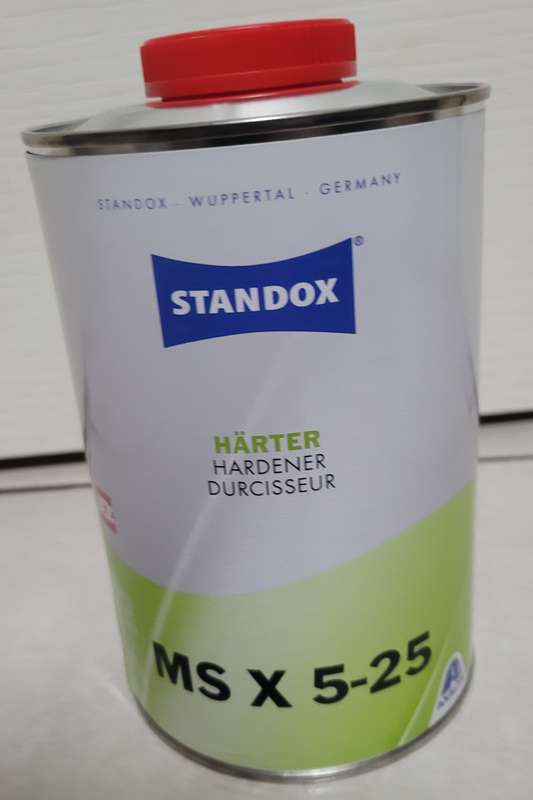 STANDOX · WUPPERTAL · GERMANY
STANDOX®
HÄRTER
HARDENER
DURCISSEUR
MS X 5-25